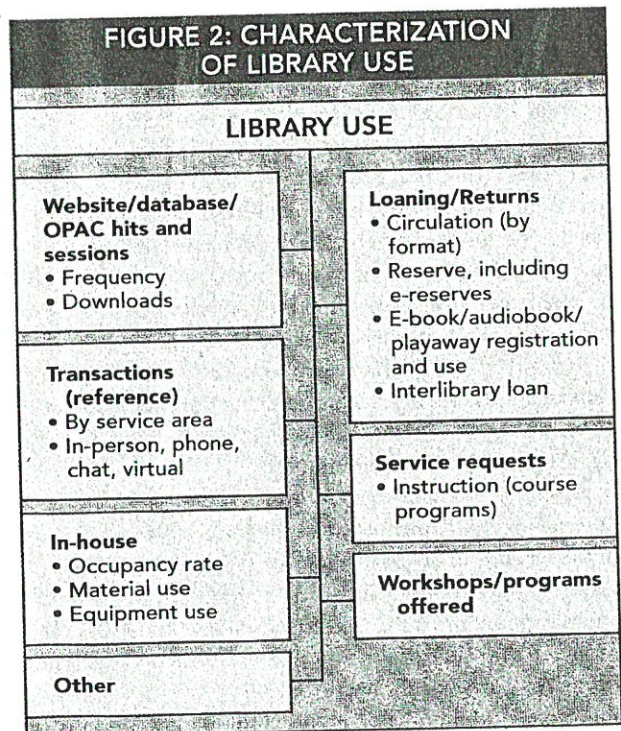 FIGURE 2: CHARACTERIZATION
OF LIBRARY USE
LIBRARY USE
Website/database/
OPAC hits and
sessions
• Frequency
• Downloads
Transactions
(reference)
• By service area
• In-person, phone,
chat, virtual
In-house
• Occupancy rate
• Material use
• Equipment use
Other
Loaning/Returns
• Circulation (by
format)
• Reserve, including
e-reserves
• E-book/audiobook/
playaway registration
and use
• Interlibrary loan
Service requests
• Instruction (course
programs)
Workshops/programs
offered